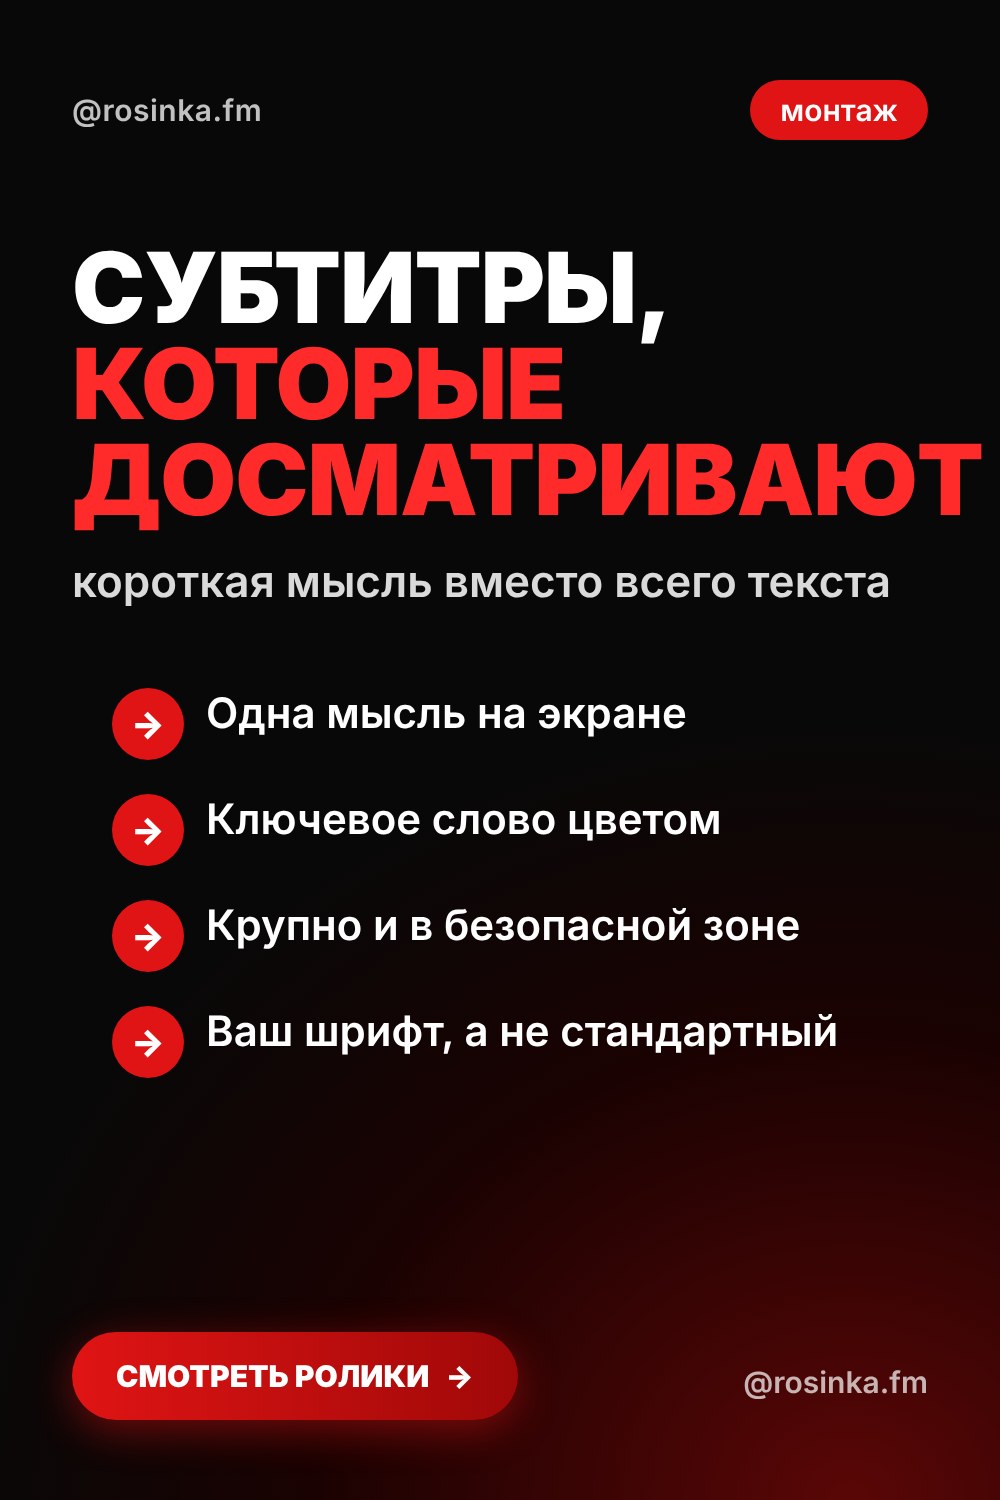 @rosinka.fm
монтаж
СУБТИТРЫ,
КОТОРЫЕ
ДОСМАТРИВАЮТ
короткая мысль вместо всего текста
→ Одна мысль на экране
→ Ключевое слово цветом
→ Крупно и в безопасной зоне
→ Ваш шрифт, а не стандартный
СМОТРЕТЬ РОЛИКИ →
@rosinka.fm